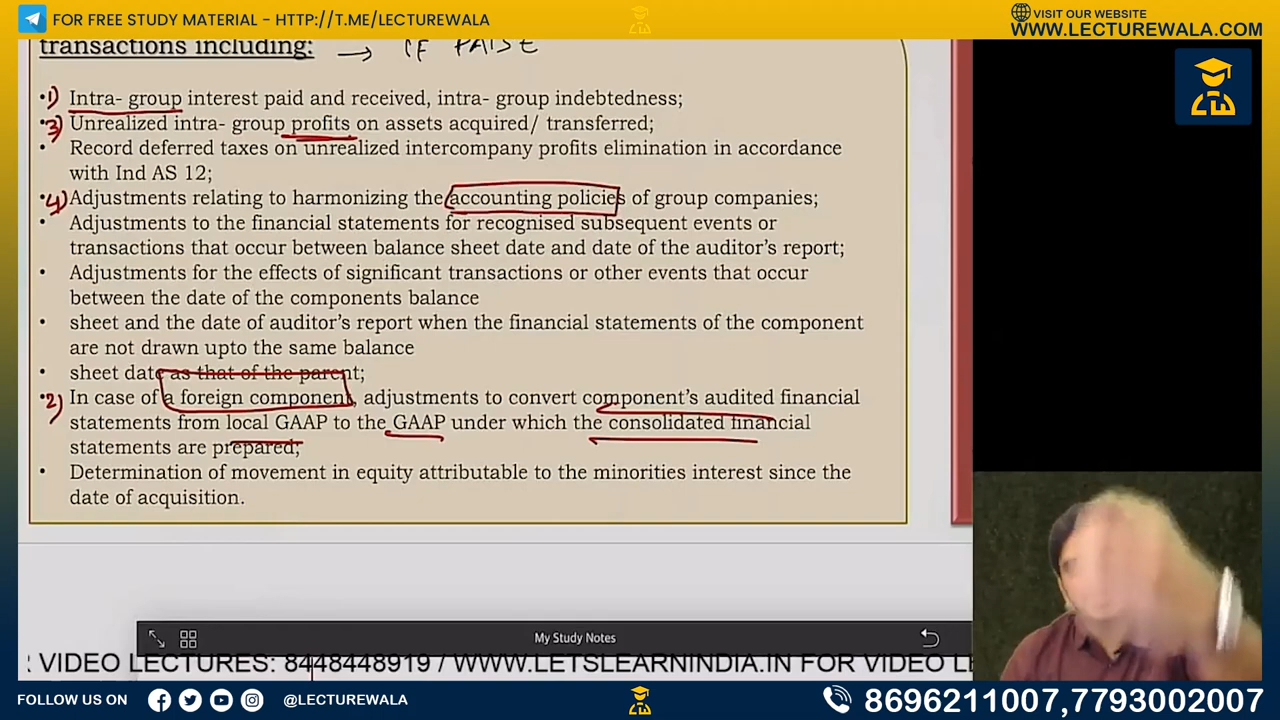 FOR FREE STUDY MATERIAL - HTTP://T.ME/LECTUREWALA
VISIT OUR WEBSITE
WWW.LECTUREWALA.COM
transactions including: → IF PAISE
•1) Intra- group interest paid and received, intra- group indebtedness;
•3) Unrealized intra- group profits on assets acquired/ transferred;
• Record deferred taxes on unrealized intercompany profits elimination in accordance
with Ind AS 12;
•4) Adjustments relating to harmonizing the accounting policies of group companies;
• Adjustments to the financial statements for recognised subsequent events or
transactions that occur between balance sheet date and date of the auditor's report;
• Adjustments for the effects of significant transactions or other events that occur
between the date of the components balance
• sheet and the date of auditor's report when the financial statements of the component
are not drawn upto the same balance
• sheet date as that of the parent;
•2) In case of a foreign component, adjustments to convert component's audited financial
statements from local GAAP to the GAAP under which the consolidated financial
statements are prepared;
• Determination of movement in equity attributable to the minorities interest since the
date of acquisition.
My Study Notes
R VIDEO LECTURES: 8448448919 / WWW.LETSLEARNINDIA.IN FOR VIDEO LE
FOLLOW US ON
@LECTUREWALA
8696211007,7793002007